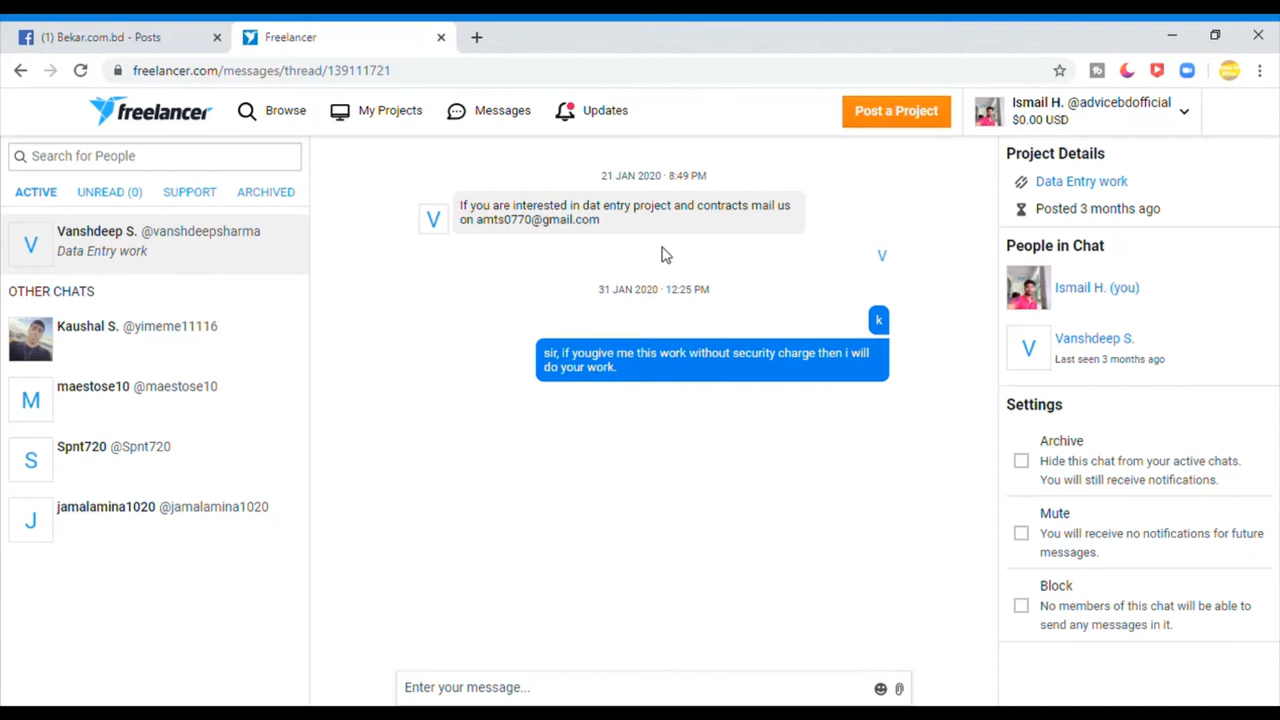 (1) Bekar.com.bd - Posts
Freelancer
freelancer.com/messages/thread/139111721
freelancer
Browse
My Projects
Messages
Updates
Post a Project
Ismail H. @advicebdofficial
$0.00 USD
Search for People
ACTIVE UNREAD (0) SUPPORT ARCHIVED
V
Vanshdeep S. @vanshdeepsharma
Data Entry work
OTHER CHATS
Kaushal S. @yimeme11116
M
maestose10 @maestose10
S
Spnt720 @Spnt720
J
jamalamina1020 @jamalamina1020
21 JAN 2020 · 8:49 PM
V
If you are interested in dat entry project and contracts mail us
on amts0770@gmail.com
V
31 JAN 2020 · 12:25 PM
k
sir, if yougive me this work without security charge then i will
do your work.
Enter your message...
Project Details
Data Entry work
Posted 3 months ago
People in Chat
Ismail H. (you)
V
Vanshdeep S.
Last seen 3 months ago
Settings
Archive
Hide this chat from your active chats.
You will still receive notifications.
Mute
You will receive no notifications for future
messages.
Block
No members of this chat will be able to
send any messages in it.